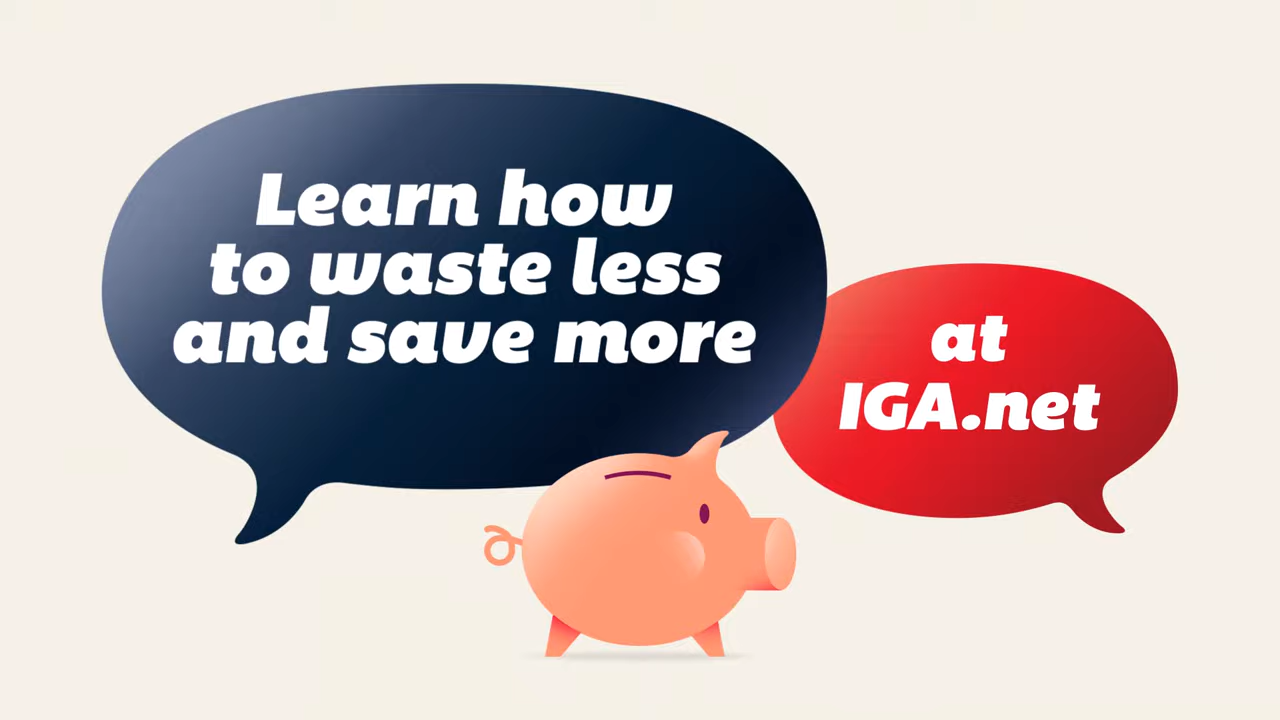 Learn how
to waste less
and save more
at
IGA.net